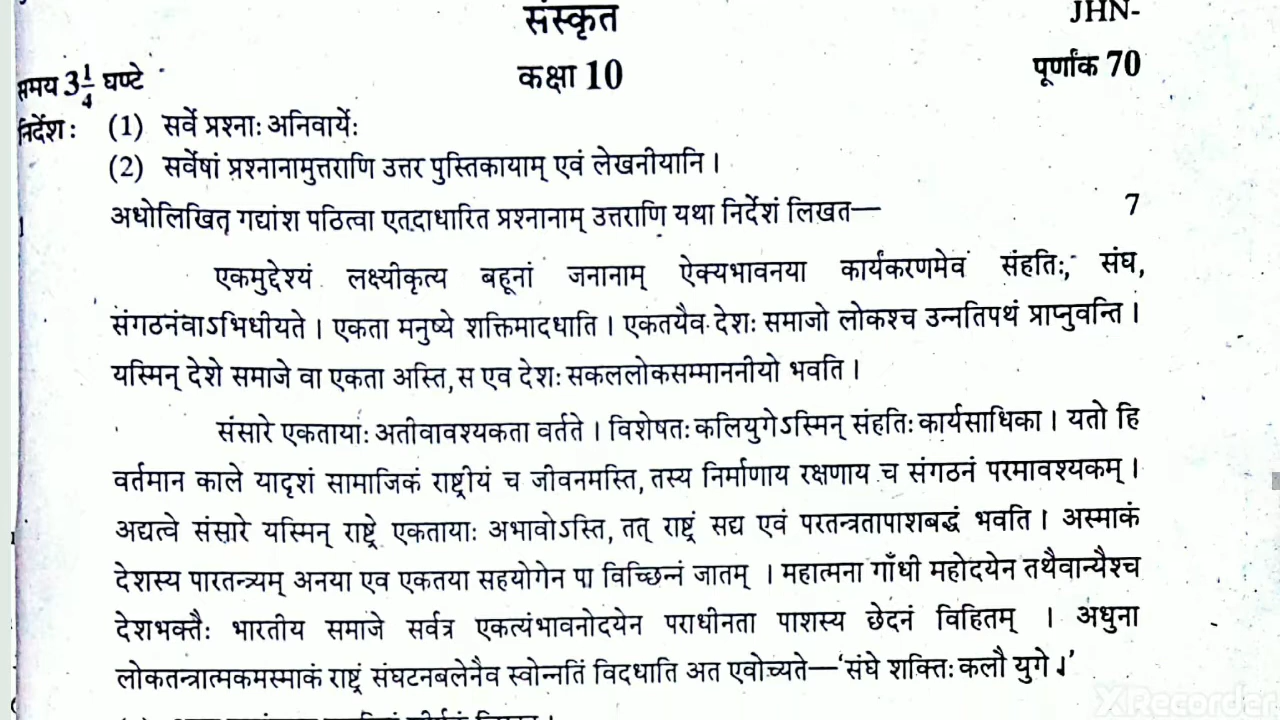 संस्कृत
JHN-
समय 3 1/4 घण्टे
कक्षा 10
पूर्णांक 70
निर्देश : (1) सर्वे प्रश्नाः अनिवार्येः
(2) सर्वेषां प्रश्नानामुत्तराणि उत्तर पुस्तिकायाम् एवं लेखनीयानि ।
अधोलिखित् गद्यांश पठित्वा एतदाधारित प्रश्नानाम् उत्तराणि यथा निर्देशं लिखत— 7
एकमुद्देश्यं लक्ष्यीकृत्य बहूनां जनानाम् ऐक्यभावनया कार्यंकरणमेवं संहतिः, संघ,
संगठनंवाऽभिधीयते । एकता मनुष्ये शक्तिमादधाति । एकतयैव देशः समाजो लोकश्च उन्नतिपथं प्राप्नुवन्ति ।
यस्मिन् देशे समाजे वा एकता अस्ति, स एव देशः सकललोकसम्माननीयो भवति ।
संसारे एकतायाः अतीवावश्यकता वर्तते । विशेषतः कलियुगेऽस्मिन् संहतिः कार्यसाधिका । यतो हि
वर्तमान काले यादृशं सामाजिकं राष्ट्रीयं च जीवनमस्ति, तस्य निर्माणाय रक्षणाय च संगठनं परमावश्यकम् ।
अद्यत्वे संसारे यस्मिन् राष्ट्रे एकतायाः अभावोऽस्ति, तत् राष्ट्रं सद्य एवं परतन्त्रतापाशबद्धं भवति । अस्माकं
देशस्य पारतन्त्र्यम् अनया एव एकतया सहयोगेन पा विच्छिन्नं जातम् । महात्मना गाँधी महोदयेन तथैवान्यैश्च
देशभक्तैः भारतीय समाजे सर्वत्र एकत्यंभावनोदयेन पराधीनता पाशस्य छेदनं विहितम् । अधुना
लोकतन्त्रात्मकमस्माकं राष्ट्रं संघटनबलेनैव स्वोन्नतिं विदधाति अत एवोच्यते—‘संघे शक्तिः कलौ युगे ।’
XRecorder